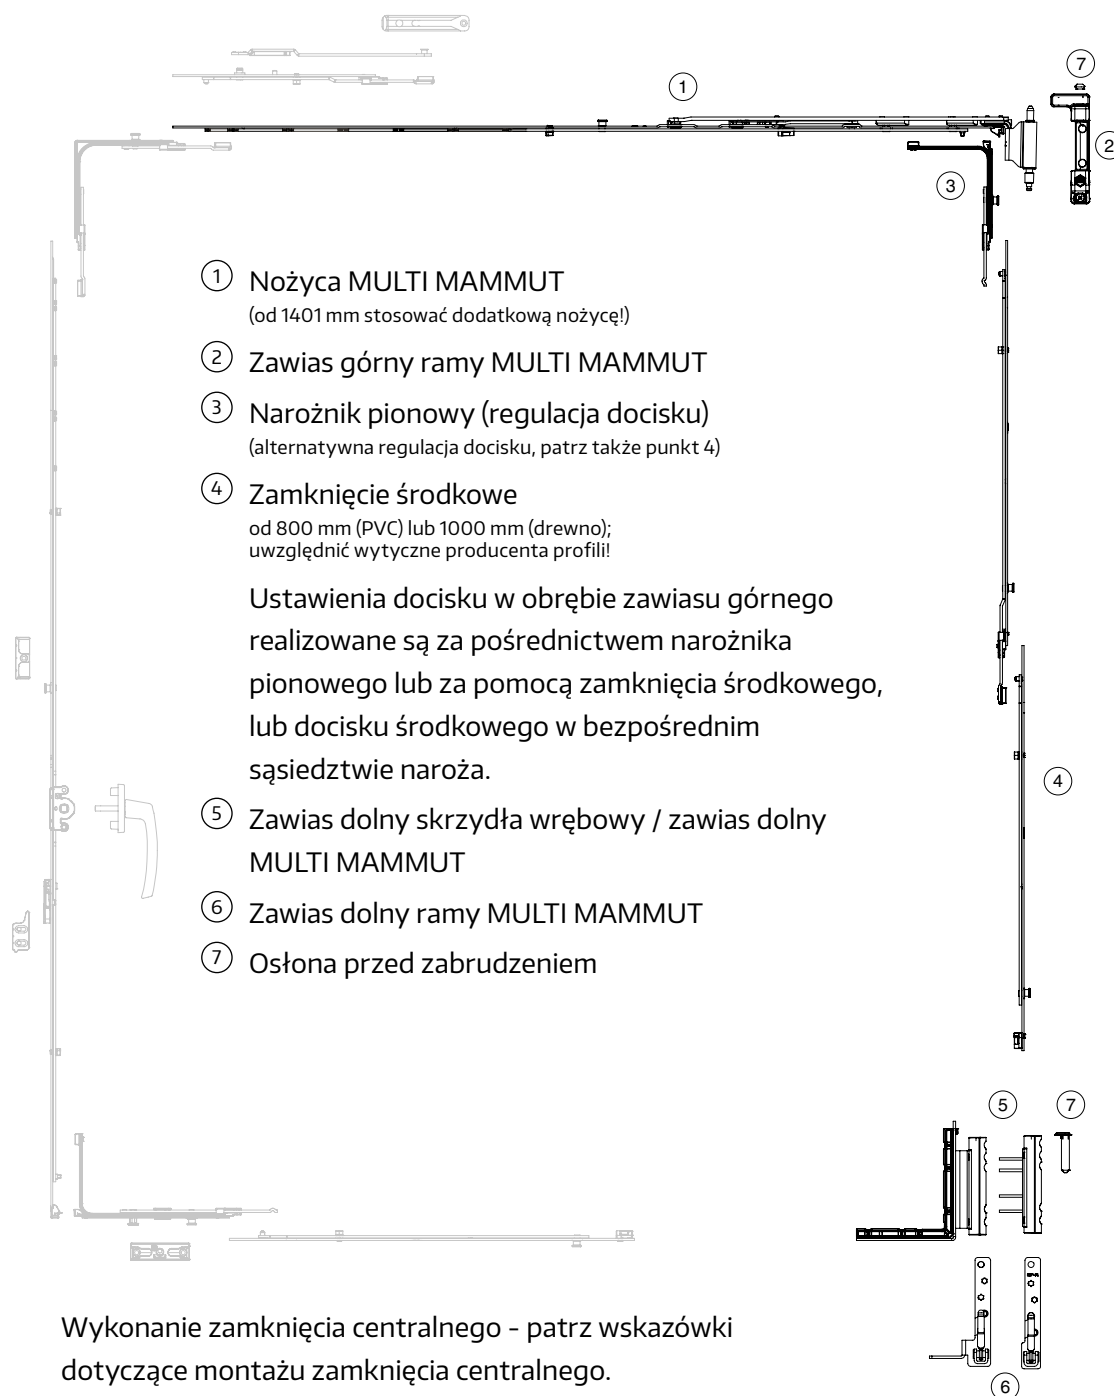 1
7
2
3
① Nożyca MULTI MAMMUT
(od 1401 mm stosować dodatkową nożycę!)
② Zawias górny ramy MULTI MAMMUT
③ Narożnik pionowy (regulacja docisku)
(alternatywna regulacja docisku, patrz także punkt 4)
④ Zamknięcie środkowe
od 800 mm (PVC) lub 1000 mm (drewno);
uwzględnić wytyczne producenta profili!
Ustawienia docisku w obrębie zawiasu górnego
realizowane są za pośrednictwem narożnika
pionowego lub za pomocą zamknięcia środkowego,
lub docisku środkowego w bezpośrednim
sąsiedztwie naroża.
4
⑤ Zawias dolny skrzydła wrębowy / zawias dolny
MULTI MAMMUT
⑥ Zawias dolny ramy MULTI MAMMUT
⑦ Osłona przed zabrudzeniem
5
7
Wykonanie zamknięcia centralnego - patrz wskazówki
dotyczące montażu zamknięcia centralnego.
6